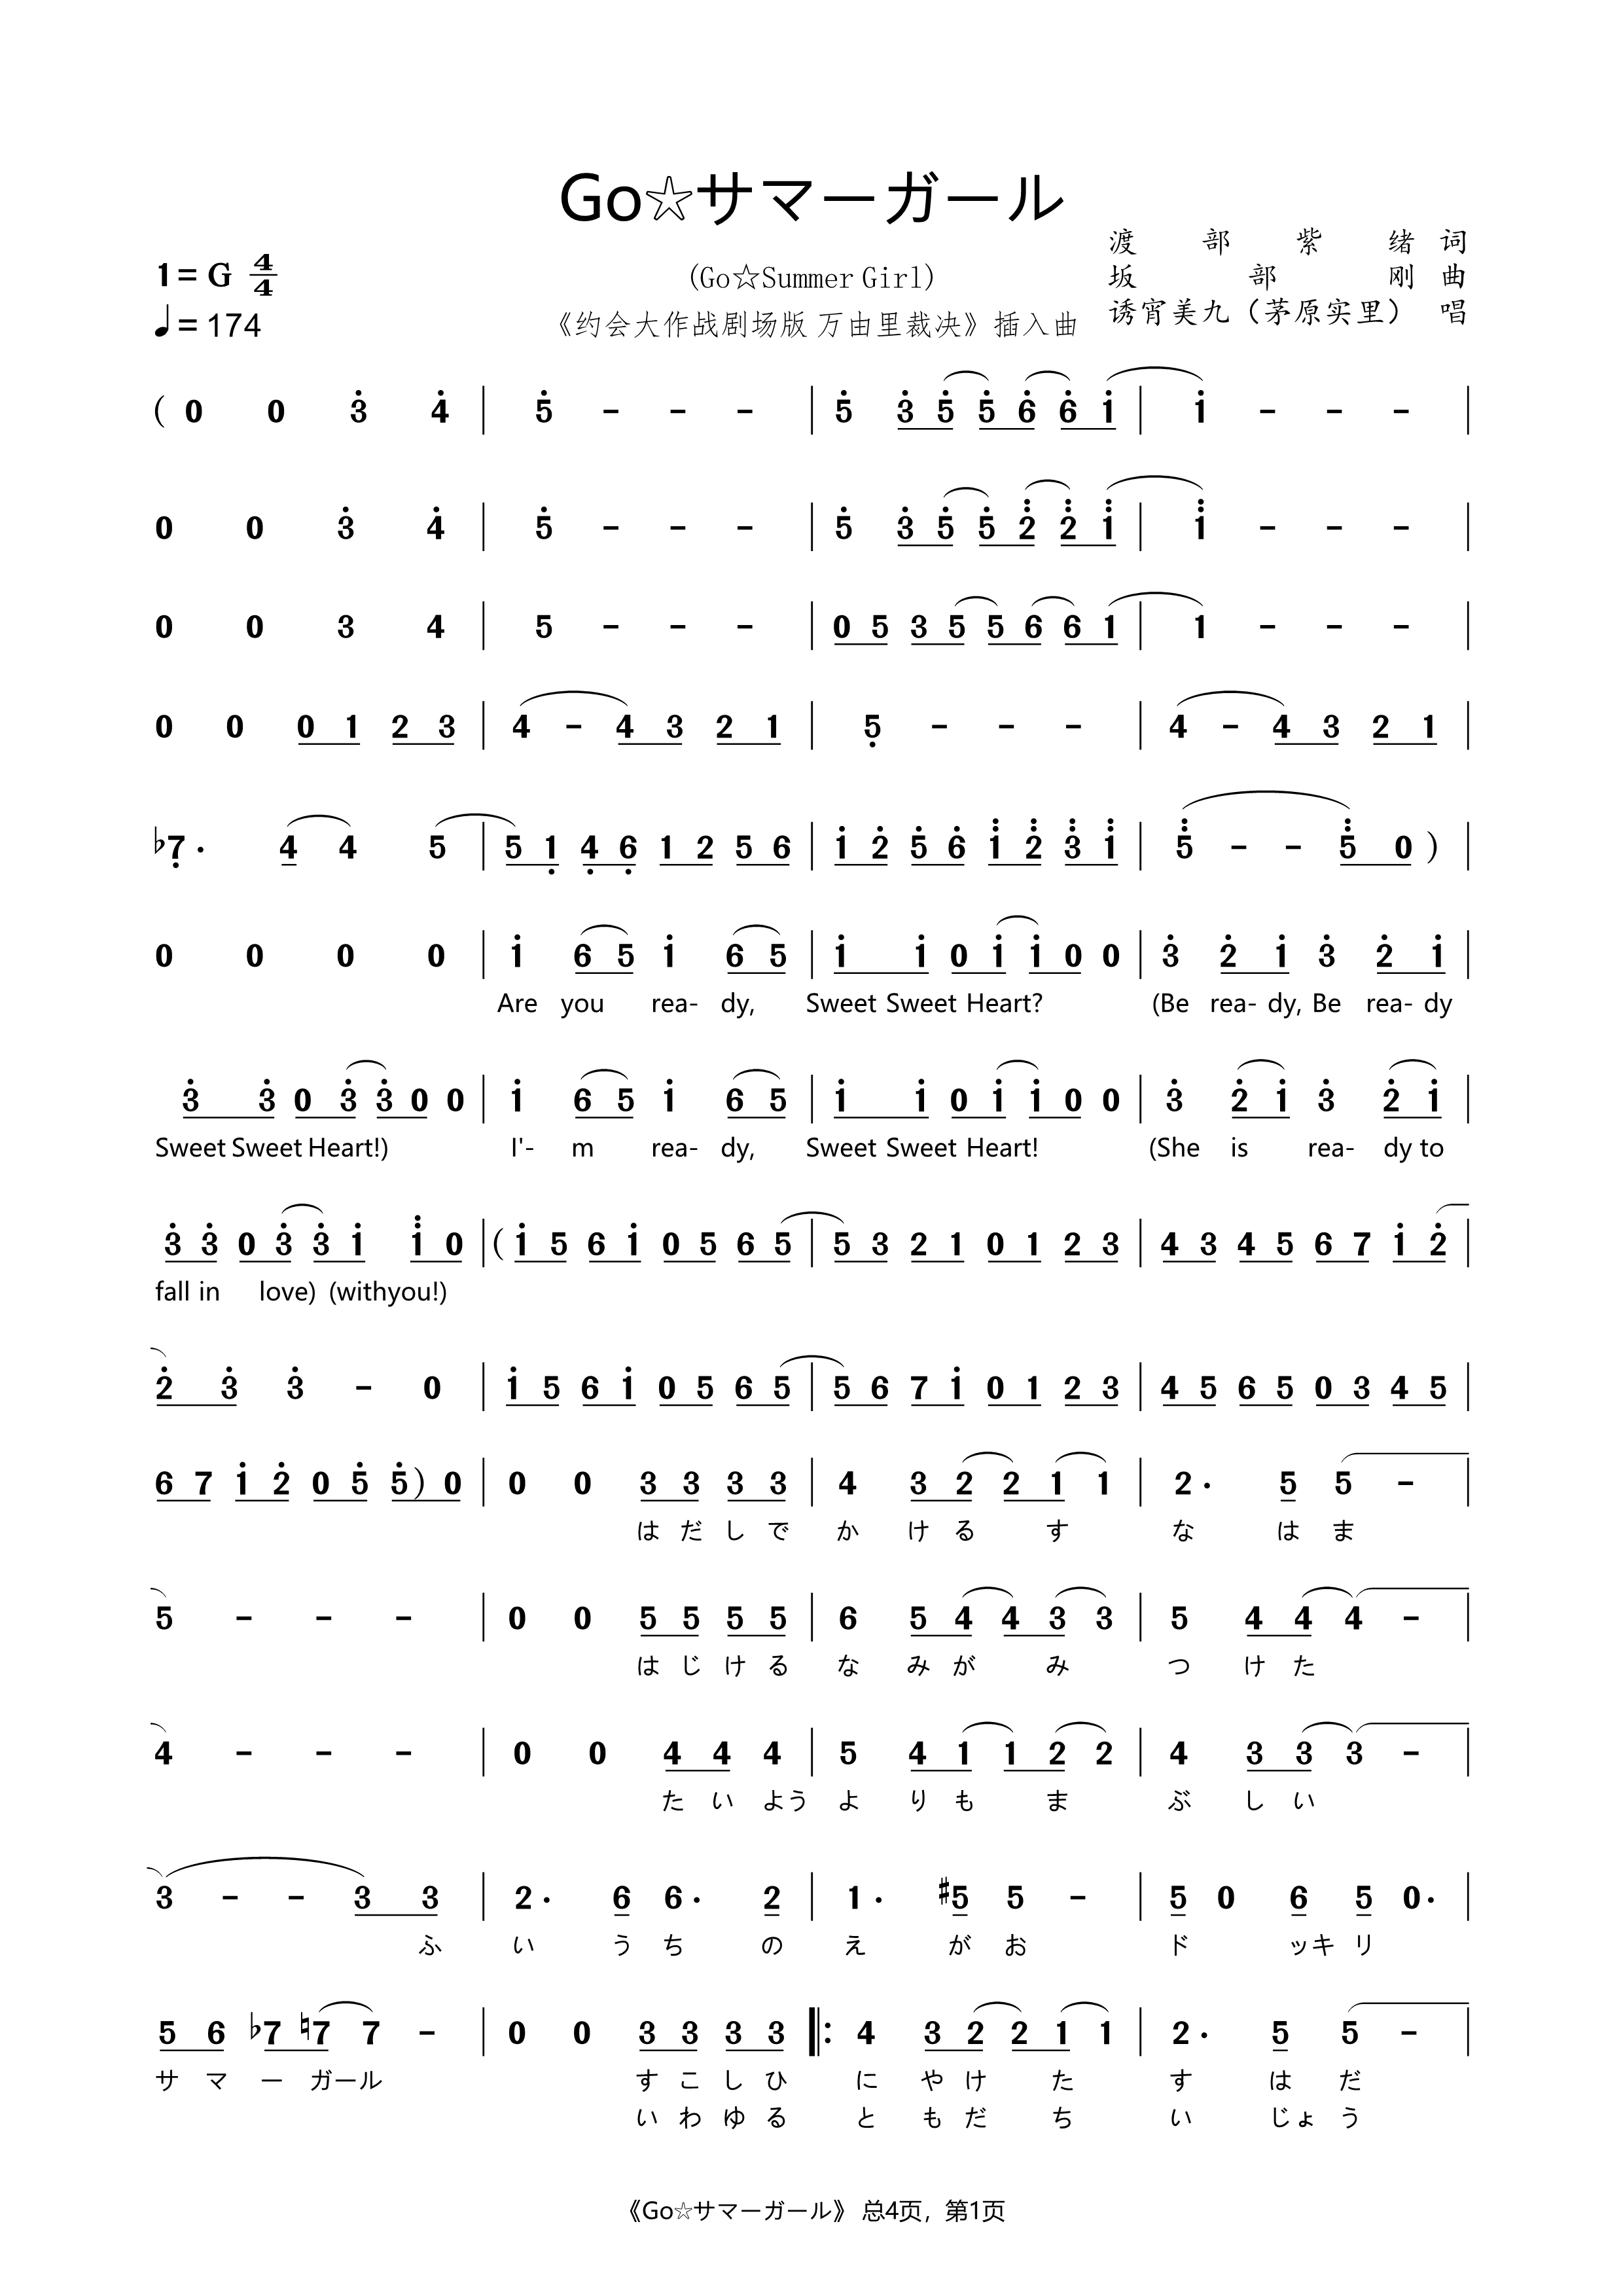 Go☆サマーガール
渡部紫绪 词
1=G 4/4
(Go☆Summer Girl)
坂部刚 曲
♩=174
《约会大作战剧场版 万由里裁决》插入曲
诱宵美九（茅原实里） 唱
( 0 0 3 4 | 5 - - - | 5 3 5 5 6 6 1 | 1 - - - |
0 0 3 4 | 5 - - - | 5 3 5 5 2 2 1 | 1 - - - |
0 0 3 4 | 5 - - - | 0 5 3 5 5 6 6 1 | 1 - - - |
0 0 0 1 2 3 | 4 - 4 3 2 1 | 5 - - - | 4 - 4 3 2 1 |
♭7. 4 4 5 | 5 1 4 6 1 2 5 6 | 1 2 5 6 1 2 3 1 | 5 - - 5 0 ) |
0 0 0 0 | 1 6 5 1 6 5 | 1 1 0 1 1 0 0 | 3 2 1 3 2 1 |
Are you rea- dy, Sweet Sweet Heart? (Be rea- dy, Be rea- dy
3 3 0 3 3 0 0 | 1 6 5 1 6 5 | 1 1 0 1 1 0 0 | 3 2 1 3 2 1 |
Sweet Sweet Heart!) I'- m rea- dy, Sweet Sweet Heart! (She is rea- dy to
3 3 0 3 3 1 1 0 | ( 1 5 6 1 0 5 6 5 | 5 3 2 1 0 1 2 3 | 4 3 4 5 6 7 1 2 |
fall in love) (withyou!)
2 3 3 - 0 | 1 5 6 1 0 5 6 5 | 5 6 7 1 0 1 2 3 | 4 5 6 5 0 3 4 5 |
6 7 1 2 0 5 5 ) 0 | 0 0 3 3 3 3 | 4 3 2 2 1 1 | 2. 5 5 - |
は だ し で か け る す な は ま
5 - - - | 0 0 5 5 5 5 | 6 5 4 4 3 3 | 5 4 4 4 - |
は じ け る な み が み つ け た
4 - - - | 0 0 4 4 4 | 5 4 1 1 2 2 | 4 3 3 3 - |
た い よう よ り も ま ぶ し い
3 - - 3 3 | 2. 6 6. 2 | 1. ♯5 5 - | 5 0 6 5 0. |
ふ い う ち の え が お ド ッキ リ
5 6 ♭7 ♮7 7 - | 0 0 3 3 3 3 ‖: 4 3 2 2 1 1 | 2. 5 5 - |
サ マ ー ガール す こ し ひ に や け た す は だ
い わ ゆ る と も だ ち い じょ う
《Go☆サマーガール》 总4页，第1页